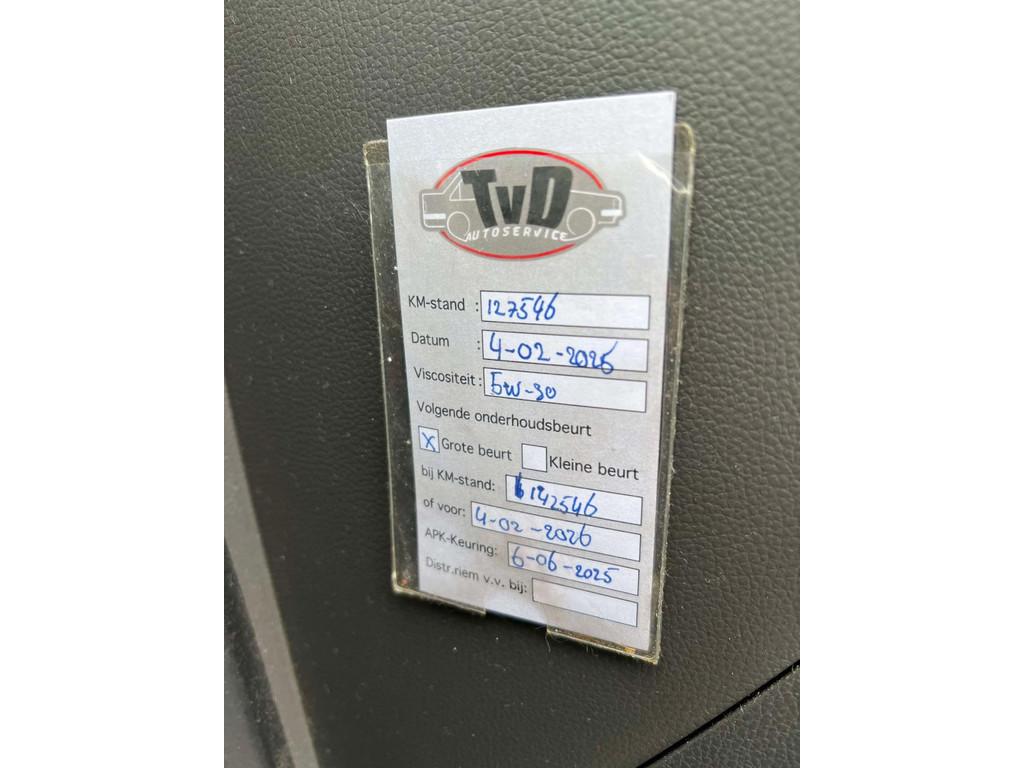 TvD
AUTOSERVICE
KM-stand : 127546
Datum : 4-02-2025
Viscositeit : 5w-30
Volgende onderhoudsbeurt
x Grote beurt Kleine beurt
bij KM-stand: 142546
of voor: 4-02-2026
APK-Keuring: 6-06-2025
Distr.riem v.v. bij: